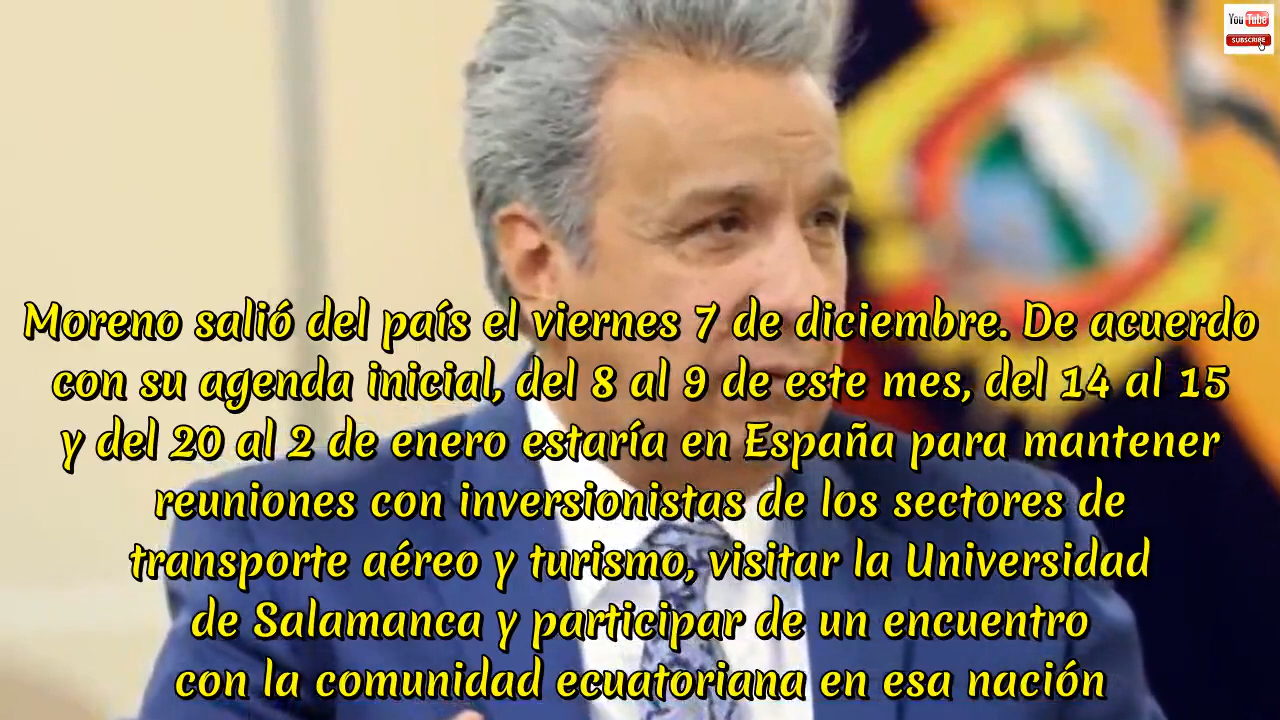 You Tube
SUBSCRIBE
Moreno salió del país el viernes 7 de diciembre. De acuerdo
con su agenda inicial, del 8 al 9 de este mes, del 14 al 15
y del 20 al 2 de enero estaría en España para mantener
reuniones con inversionistas de los sectores de
transporte aéreo y turismo, visitar la Universidad
de Salamanca y participar de un encuentro
con la comunidad ecuatoriana en esa nación